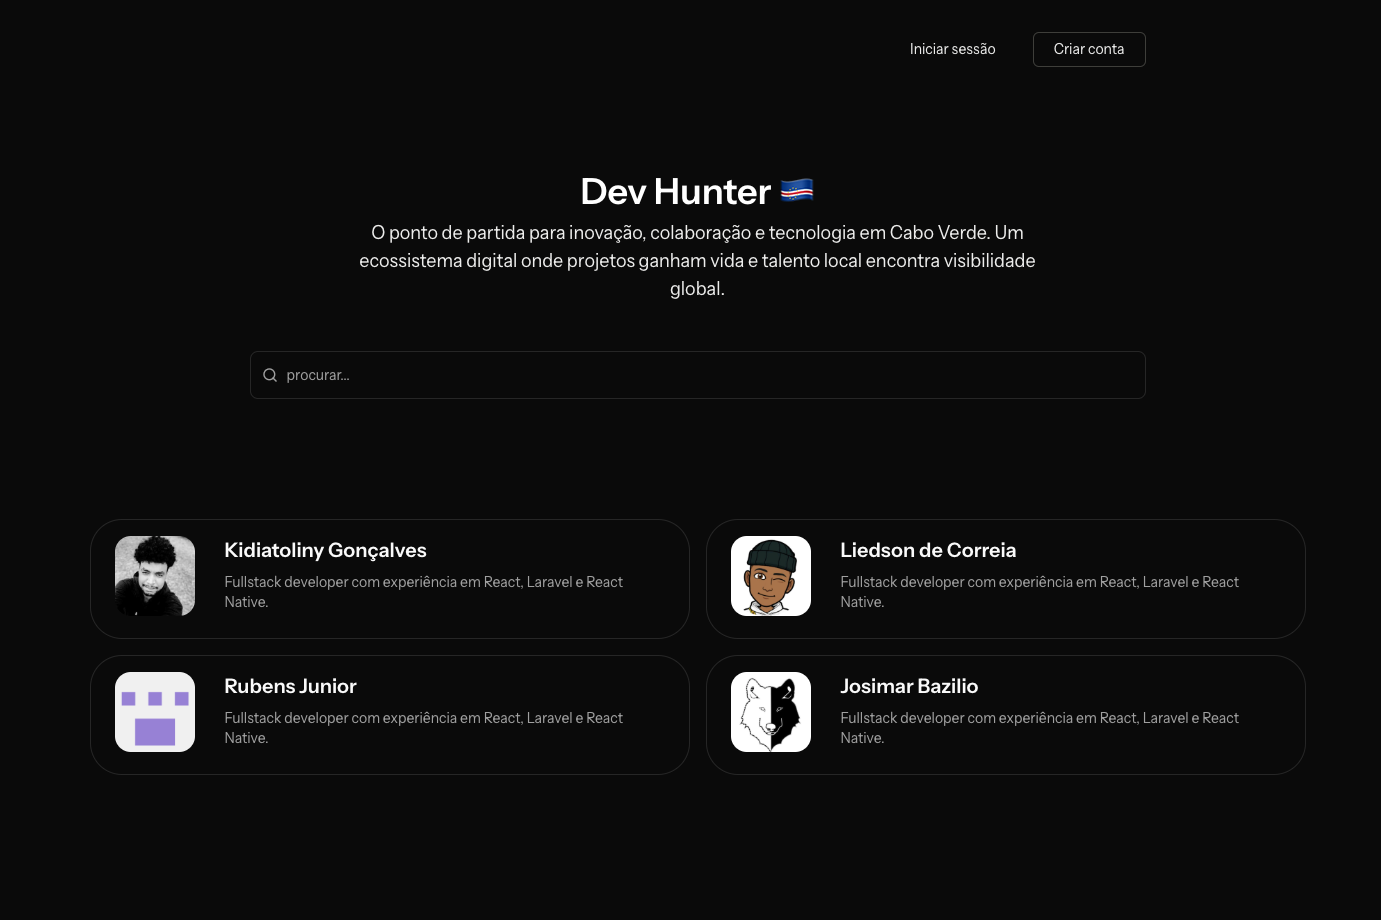 Iniciar sessão
Criar conta
Dev Hunter 🇨🇻
O ponto de partida para inovação, colaboração e tecnologia em Cabo Verde. Um
ecossistema digital onde projetos ganham vida e talento local encontra visibilidade
global.
procurar...
Kidiatoliny Gonçalves
Fullstack developer com experiência em React, Laravel e React
Native.
Liedson de Correia
Fullstack developer com experiência em React, Laravel e React
Native.
Rubens Junior
Fullstack developer com experiência em React, Laravel e React
Native.
Josimar Bazilio
Fullstack developer com experiência em React, Laravel e React
Native.